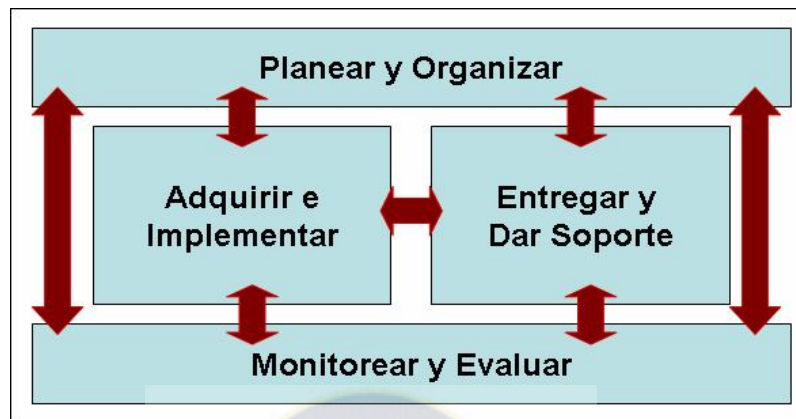 Planear y Organizar
Adquirir e
Implementar
Entregar y
Dar Soporte
Monitorear y Evaluar